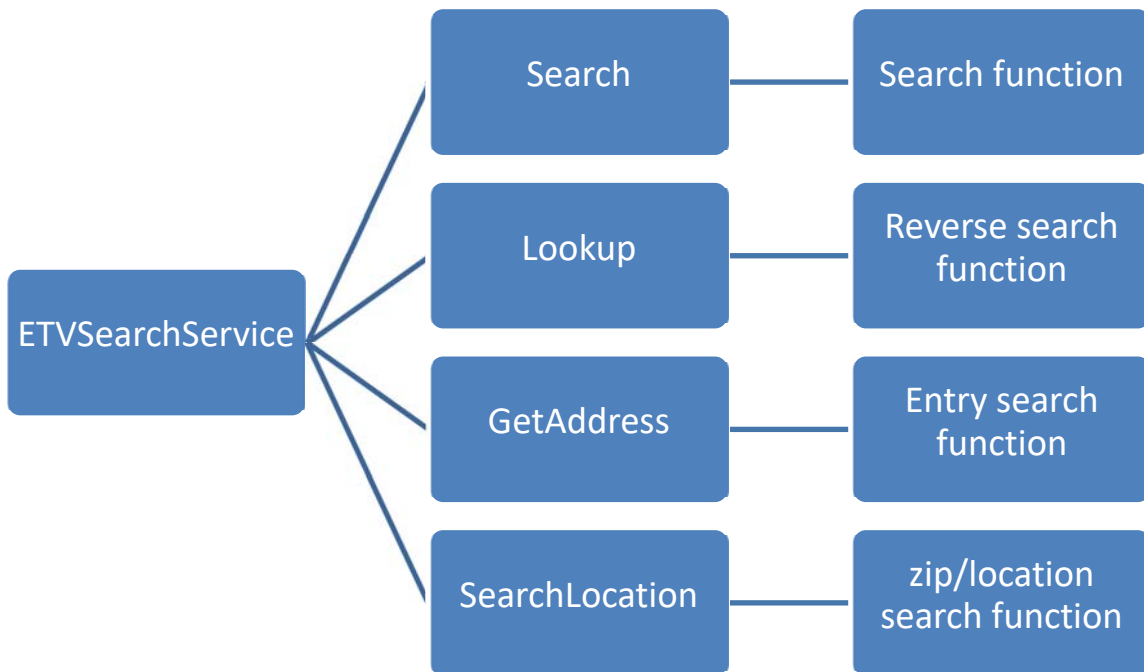 Search
Search function
Lookup
Reverse search
function
ETVSearchService
GetAddress
Entry search
function
SearchLocation
zip/location
search function